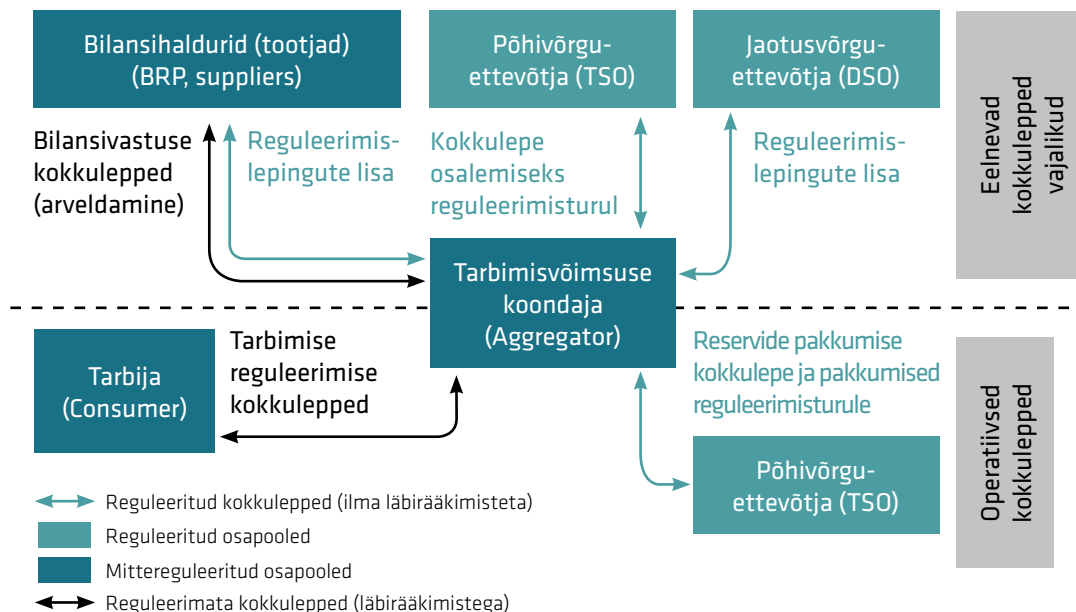 Bilansihaldurid (tootjad)
(BRP, suppliers)
Põhivõrgu-
ettevõtja (TSO)
Jaotusvõrgu-
ettevõtja (DSO)
Eelnevad
kokkulepped
vajalikud
Bilansivastuse
kokkulepped
(arveldamine)
Reguleerimis-
lepingute lisa
Kokkulepe
osalemiseks
reguleerimisturul
Reguleerimis-
lepingute lisa
Tarbimisvõimsuse
koondaja
(Aggregator)
Tarbija
(Consumer)
Tarbimise
reguleerimise
kokkulepped
Reservide pakkumise
kokkulepe ja pakkumised
reguleerimisturule
Põhivõrgu-
ettevõtja (TSO)
Operatiivsed
kokkulepped
Reguleeritud kokkulepped (ilma läbirääkimisteta)
Reguleeritud osapooled
Mittereguleeritud osapooled
Reguleerimata kokkulepped (läbirääkimistega)